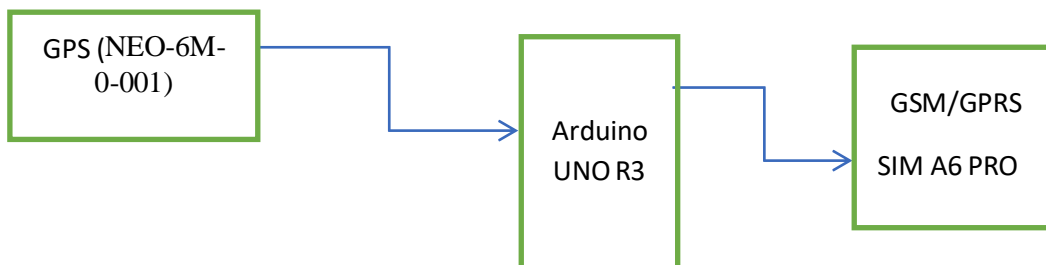 GPS (NEO-6M-
0-001)
Arduino
UNO R3
GSM/GPRS
SIM A6 PRO